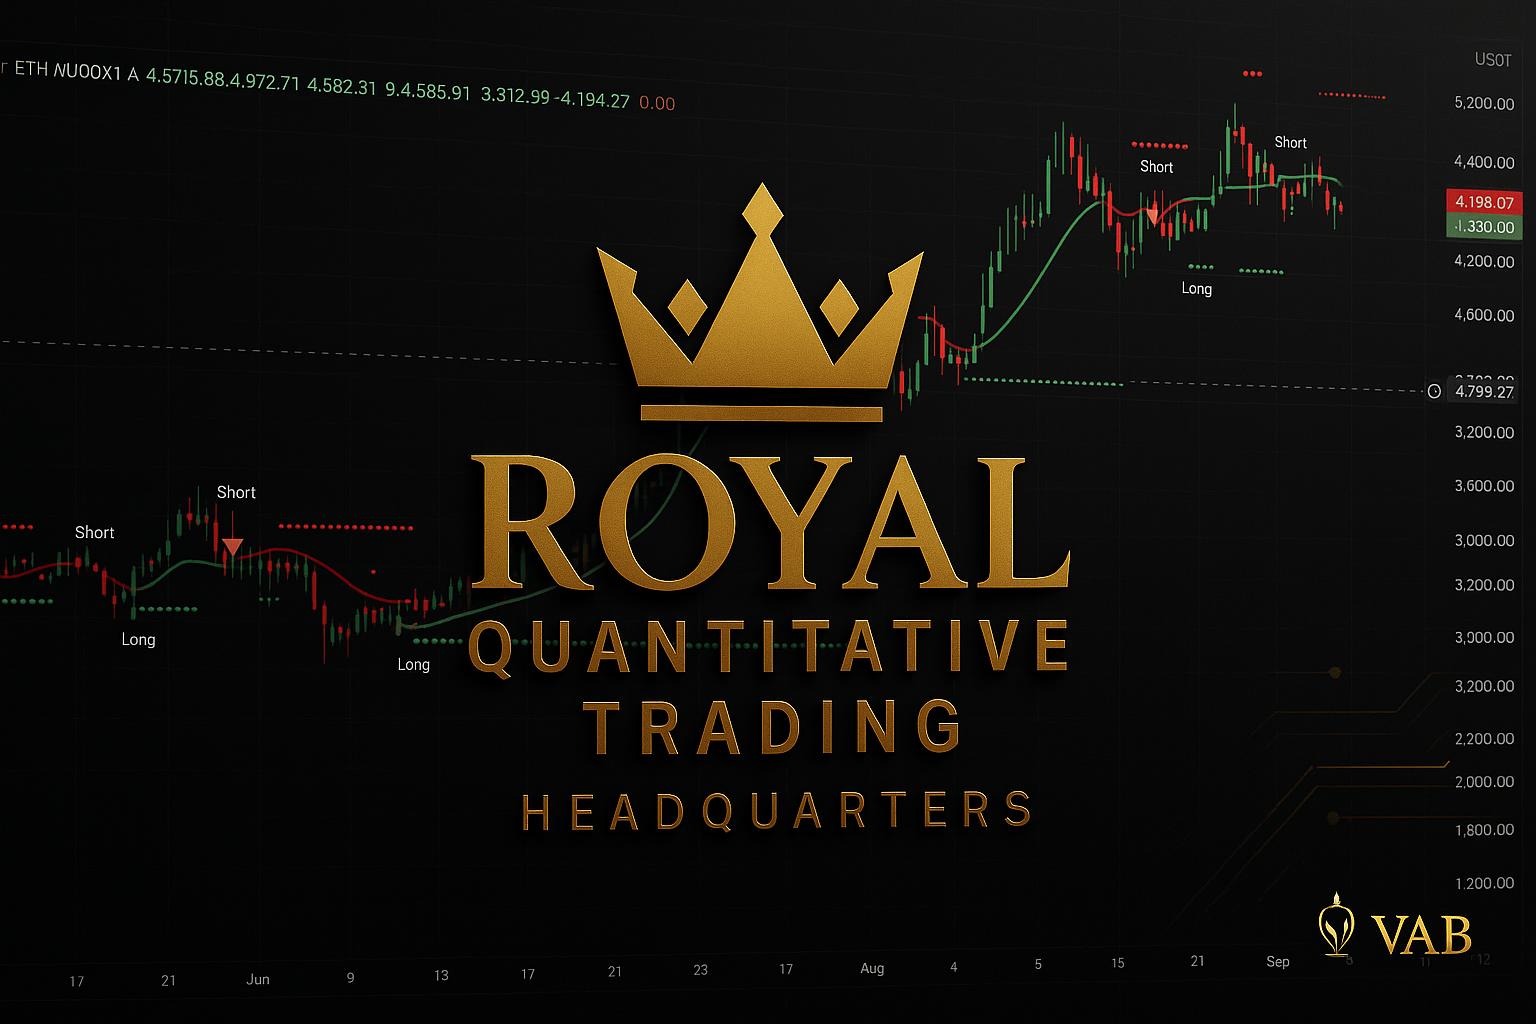 r ETH NUOOX1 A 4.5715.88.4.972.71 4.582.31 9.4.585.91 3.312.99 -4.194.27 0.00
USOT
5,200.00
Short
4,400.00
Short
4.198.07
.1.330.00
4,200.00
Long
4,600.00
4.799.27
3,200.00
ROYAL
3,600.00
Short
Short
3,000.00
3,200.00
QUANTITATIVE
3,900.00
Long
Long
3,200.00
TRADING
2,200.00
2,000.00
HEADQUARTERS
1,800.00
1.200.00
VAB
17 21 Jun 9 13 17 21 23 17 Aug 4 5 15 21 Sep 8 11 12